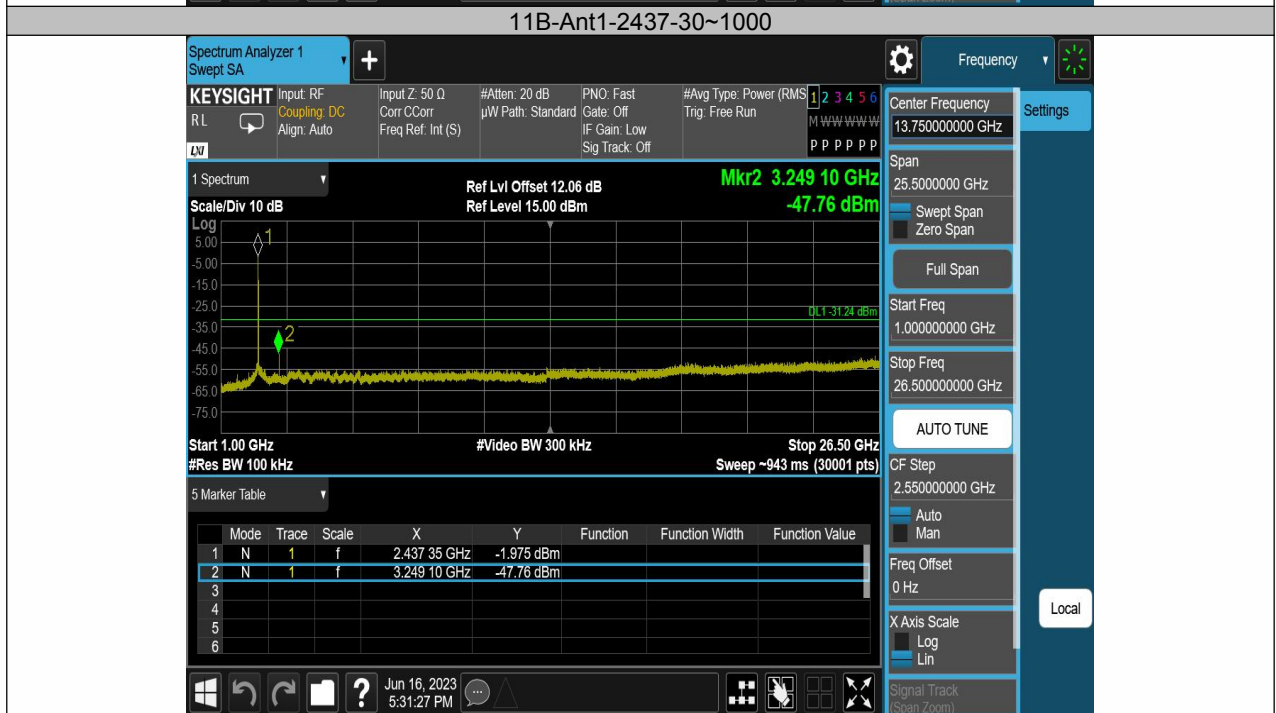 11B-Ant1-2437-30~1000
Spectrum Analyzer 1
Swept SA
+
Frequency
KEYSIGHT Input: RF Input Z: 50 Ω #Atten: 20 dB PNO: Fast #Avg Type: Power (RMS 1 2 3 4 5 6
RL Coupling: DC Corr CCorr µW Path: Standard Gate: Off Trig: Free Run M W W W W W
Align: Auto Freq Ref: Int (S) IF Gain: Low
LXI Sig Track: Off P P P P P P
Center Frequency
13.750000000 GHz
Settings
1 Spectrum
Ref Lvl Offset 12.06 dB
Mkr2 3.249 10 GHz
Scale/Div 10 dB Ref Level 15.00 dBm -47.76 dBm
Log
5.00
-5.00
-15.0
-25.0
-35.0
-45.0
-55.0
-65.0
-75.0
1
2
DL1 -31.24 dBm
Start 1.00 GHz #Video BW 300 kHz Stop 26.50 GHz
#Res BW 100 kHz Sweep ~943 ms (30001 pts)
Span
25.5000000 GHz
Swept Span
Zero Span
Full Span
Start Freq
1.000000000 GHz
Stop Freq
26.500000000 GHz
AUTO TUNE
CF Step
2.550000000 GHz
Auto
Man
Freq Offset
0 Hz
X Axis Scale
Log
Lin
Signal Track
(Span Zoom)
Local
5 Marker Table
Mode Trace Scale X Y Function Function Width Function Value
1 N 1 f 2.437 35 GHz -1.975 dBm
2 N 1 f 3.249 10 GHz -47.76 dBm
3
4
5
6
? Jun 16, 2023
5:31:27 PM